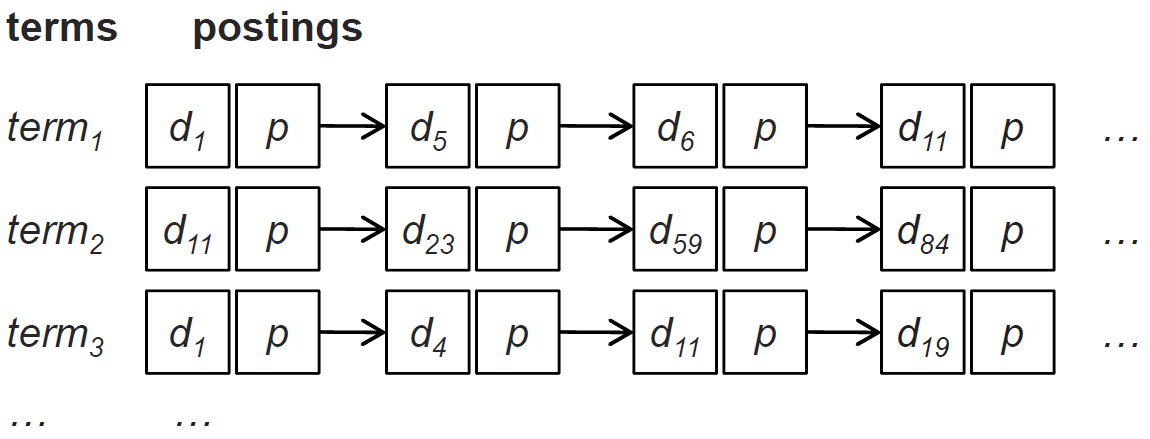 terms postings
term1 d1 p d5 p d6 p d11 p ...
term2 d11 p d23 p d59 p d84 p ...
term3 d1 p d4 p d11 p d19 p ...
... ...